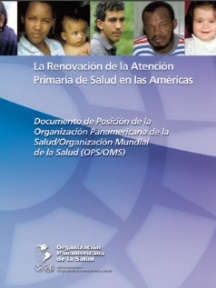 La Renovación de la Atención
Primaria de Salud en las Américas
Documento de Posición de la
Organización Panamericana de la
Salud/Organización Mundial
de la Salud (OPS/OMS)
Organización
Panamericana
de la Salud